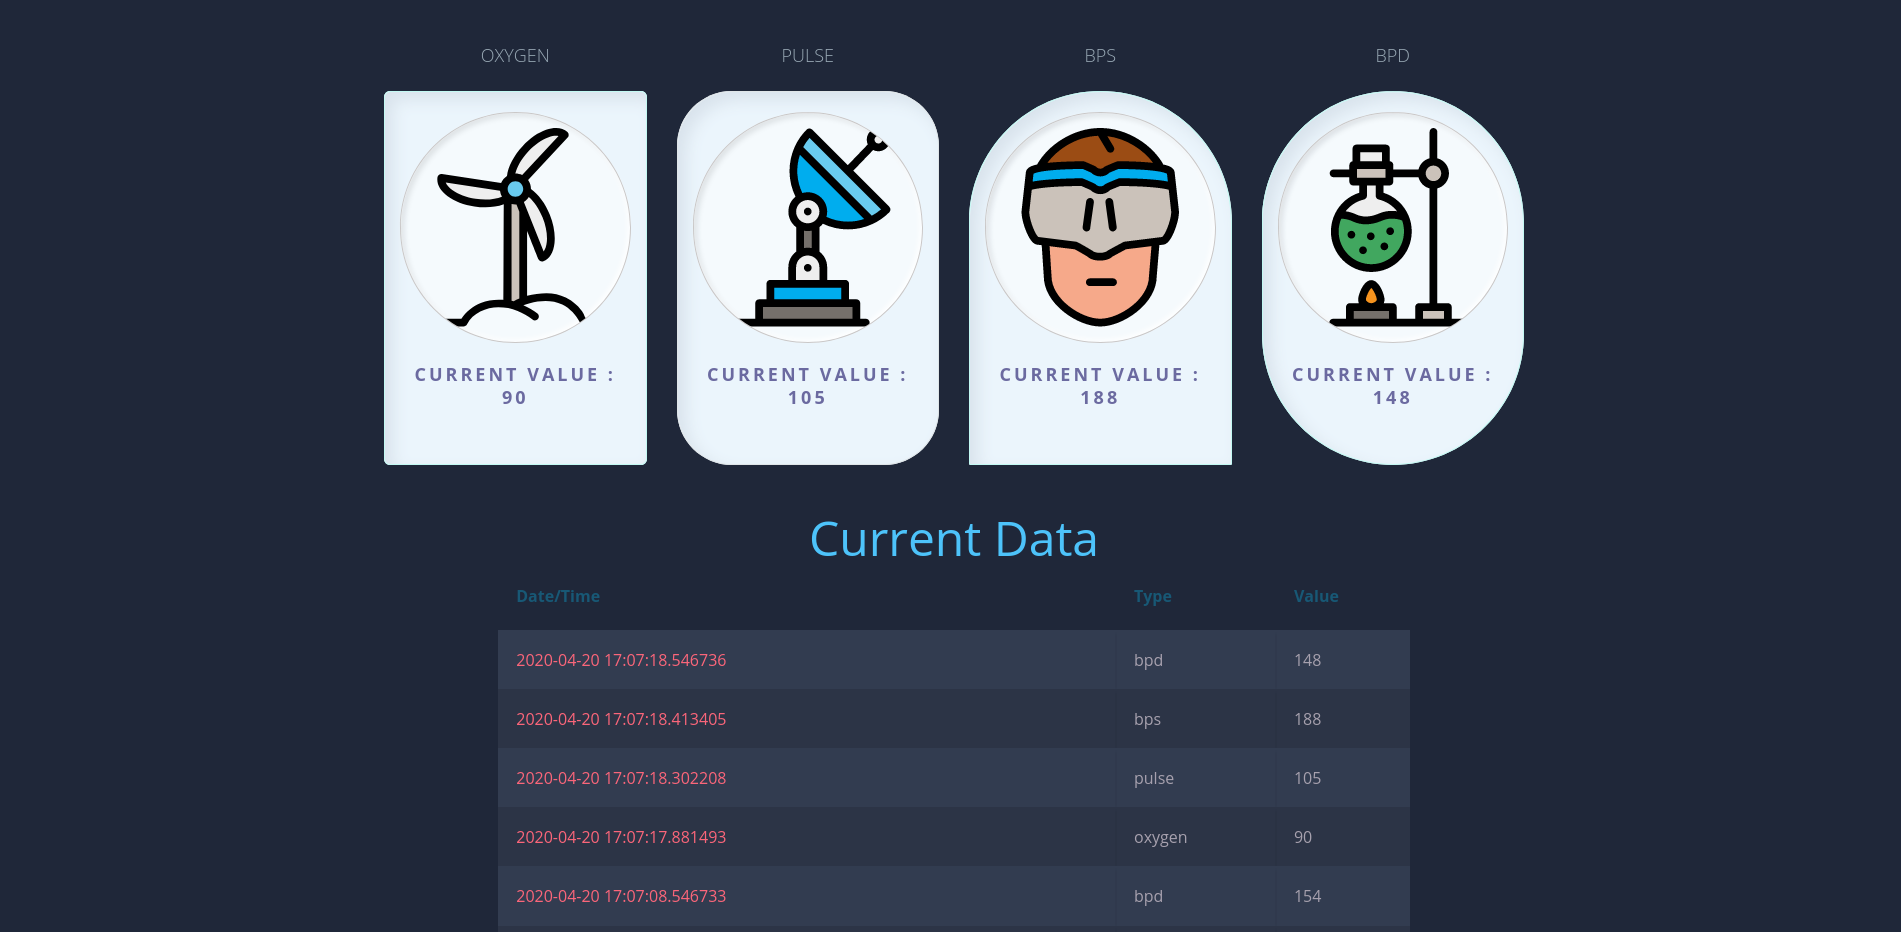 OXYGEN PULSE BPS BPD
CURRENT VALUE : CURRENT VALUE : CURRENT VALUE : CURRENT VALUE :
90 105 188 148
Current Data
Date/Time Type Value
2020-04-20 17:07:18.546736 bpd 148
2020-04-20 17:07:18.413405 bps 188
2020-04-20 17:07:18.302208 pulse 105
2020-04-20 17:07:17.881493 oxygen 90
2020-04-20 17:07:08.546733 bpd 154